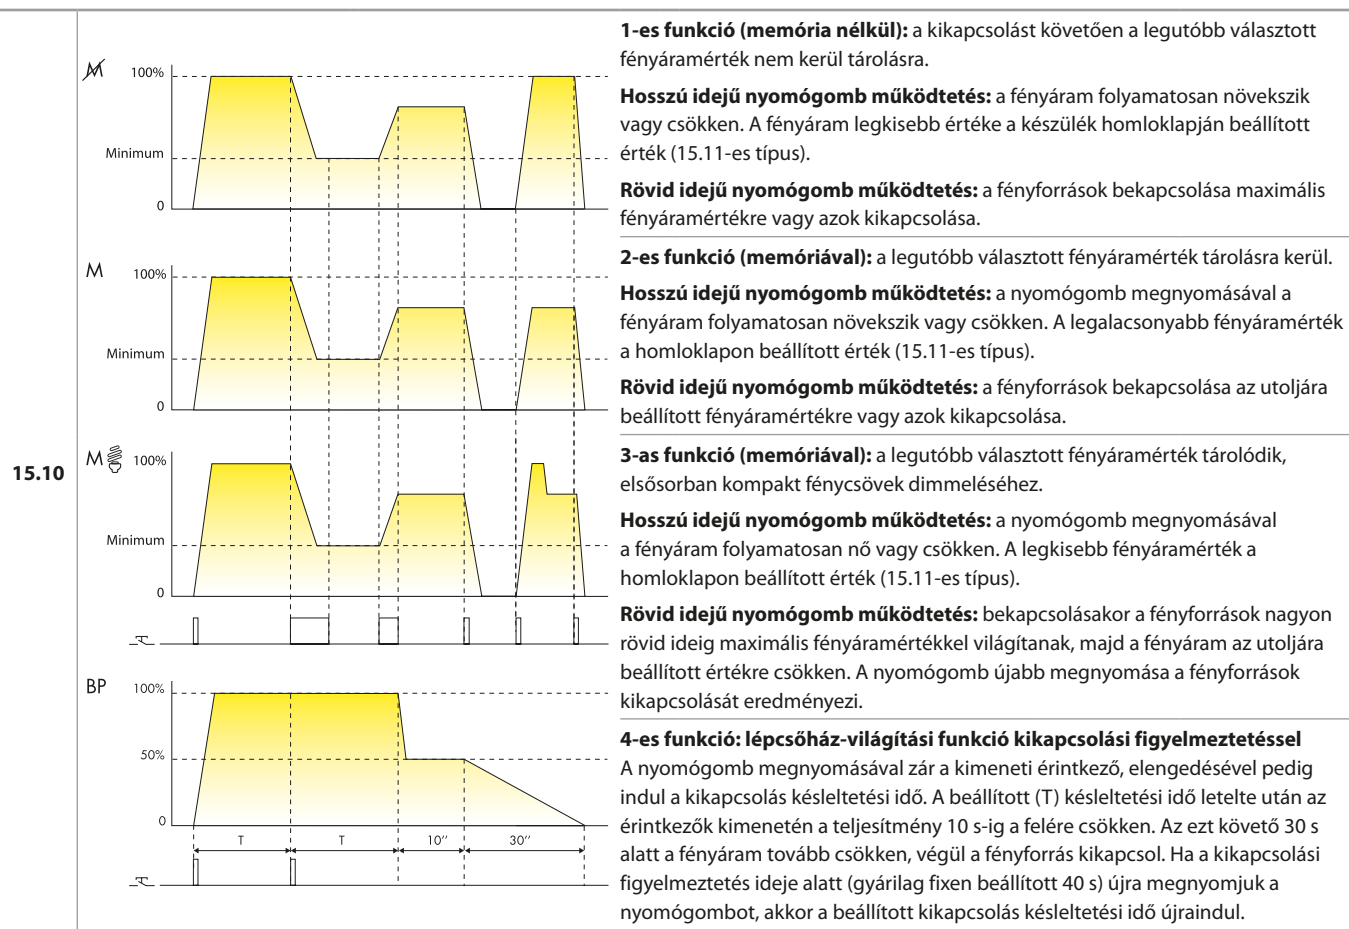 15.10
M
100%
Minimum
0
M
100%
Minimum
0
M
100%
Minimum
0
BP
100%
50%
0
T
T
10’’
30’’
1-es funkció (memória nélkül): a kikapcsolást követően a legutóbb választott
fényáramérték nem kerül tárolásra.
Hosszú idejű nyomógomb működtetés: a fényáram folyamatosan növekszik
vagy csökken. A fényáram legkisebb értéke a készülék homloklapján beállított
érték (15.11-es típus).
Rövid idejű nyomógomb működtetés: a fényforrások bekapcsolása maximális
fényáramértékre vagy azok kikapcsolása.
2-es funkció (memóriával): a legutóbb választott fényáramérték tárolásra kerül.
Hosszú idejű nyomógomb működtetés: a nyomógomb megnyomásával a
fényáram folyamatosan növekszik vagy csökken. A legalacsonyabb fényáramérték
a homloklapon beállított érték (15.11-es típus).
Rövid idejű nyomógomb működtetés: a fényforrások bekapcsolása az utoljára
beállított fényáramértékre vagy azok kikapcsolása.
3-as funkció (memóriával): a legutóbb választott fényáramérték tárolódik,
elsősorban kompakt fénycsövek dimmeléséhez.
Hosszú idejű nyomógomb működtetés: a nyomógomb megnyomásával
a fényáram folyamatosan nő vagy csökken. A legkisebb fényáramérték a
homloklapon beállított érték (15.11-es típus).
Rövid idejű nyomógomb működtetés: bekapcsolásakor a fényforrások nagyon
rövid ideig maximális fényáramértékkel világítanak, majd a fényáram az utoljára
beállított értékre csökken. A nyomógomb újabb megnyomása a fényforrások
kikapcsolását eredményezi.
4-es funkció: lépcsőház-világítási funkció kikapcsolási figyelmeztetéssel
A nyomógomb megnyomásával zár a kimeneti érintkező, elengedésével pedig
indul a kikapcsolás késleltetési idő. A beállított (T) késleltetési idő letelte után az
érintkezők kimenetén a teljesítmény 10 s-ig a felére csökken. Az ezt követő 30 s
alatt a fényáram tovább csökken, végül a fényforrás kikapcsol. Ha a kikapcsolási
figyelmeztetés ideje alatt (gyárilag fixen beállított 40 s) újra megnyomjuk a
nyomógombot, akkor a beállított kikapcsolás késleltetési idő újraindul.